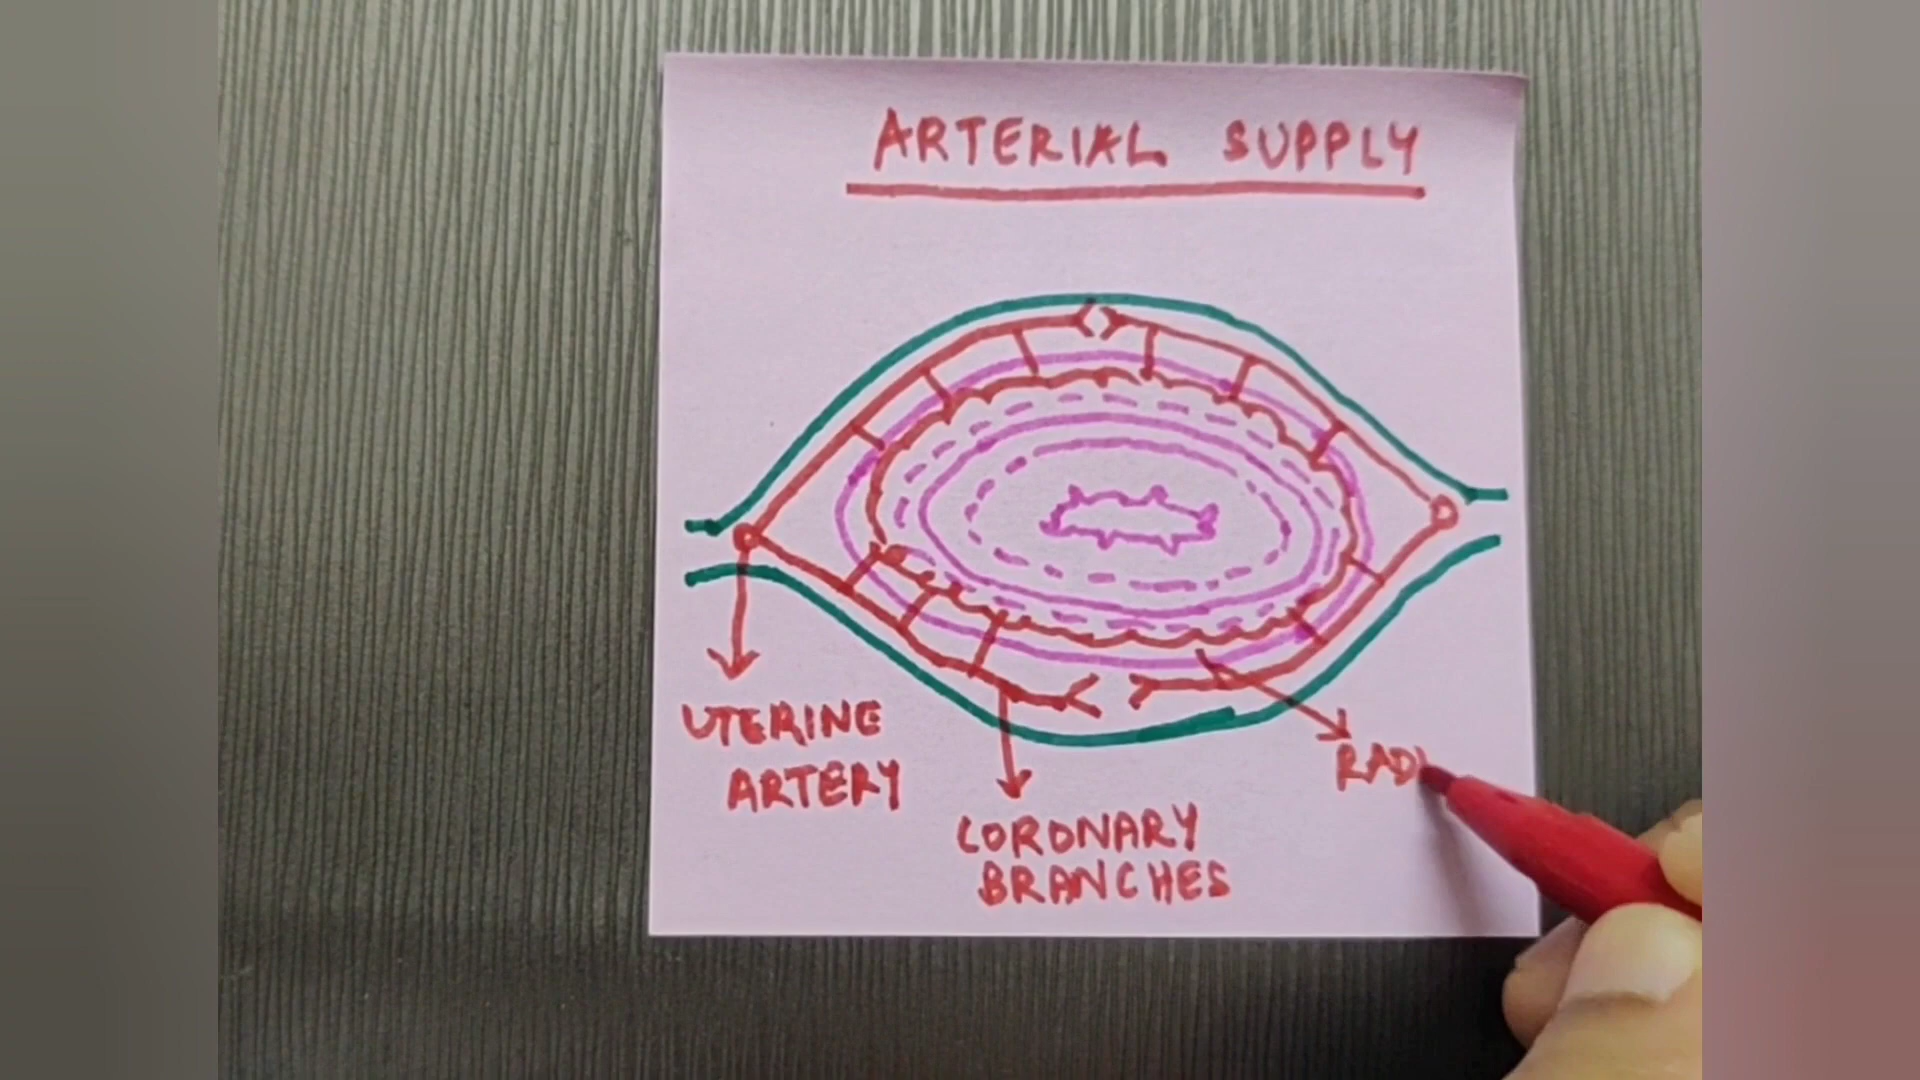 ARTERIAL SUPPLY
UTERINE
ARTERY
CORONARY
BRANCHES
RADI